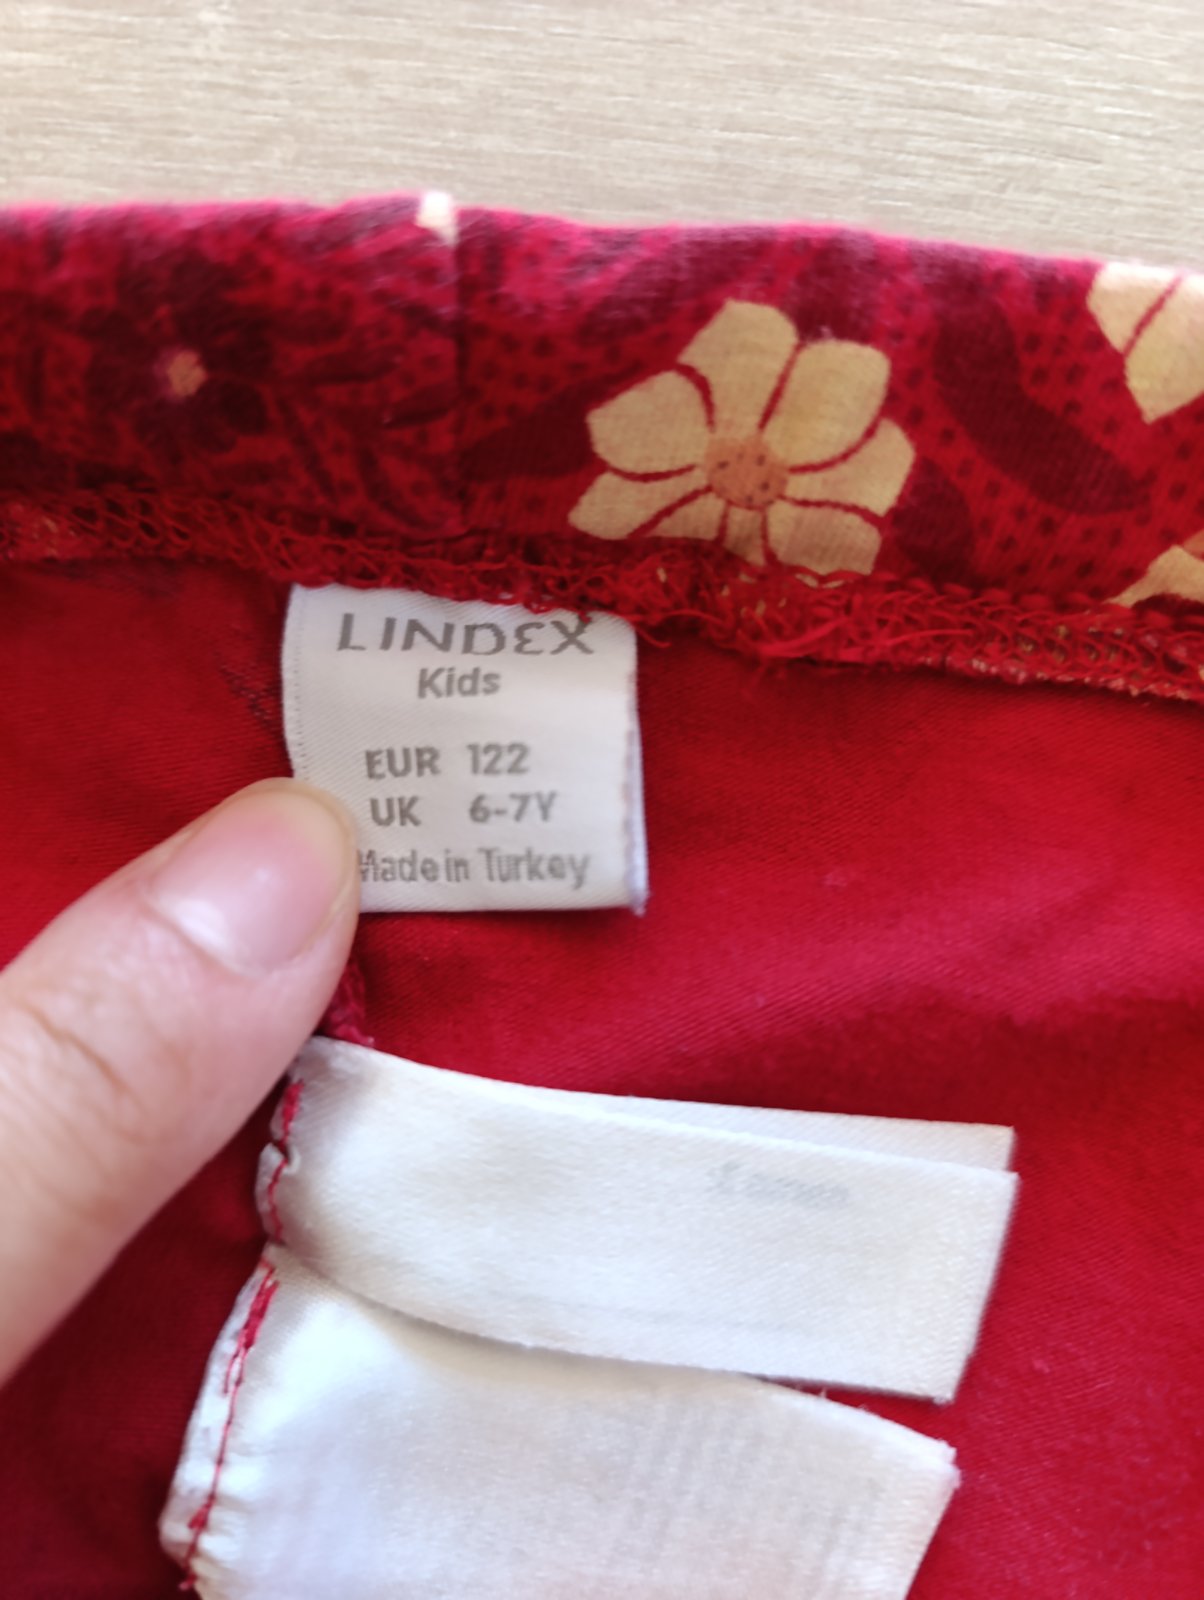 LINDEX
Kids
EUR 122
UK 6-7Y
Made in Turkey